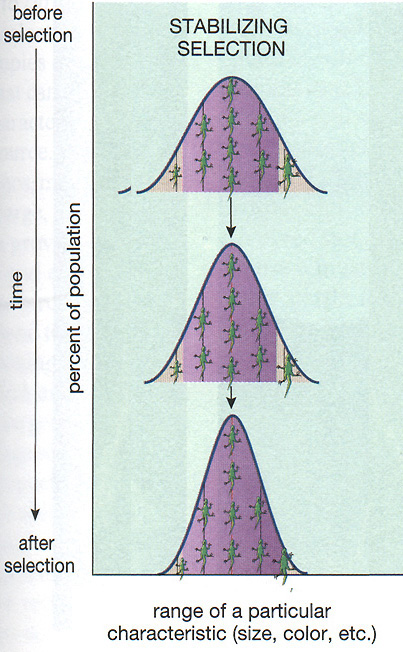 before
selection
STABILIZING
SELECTION
time
percent of population
after
selection
range of a particular
characteristic (size, color, etc.)